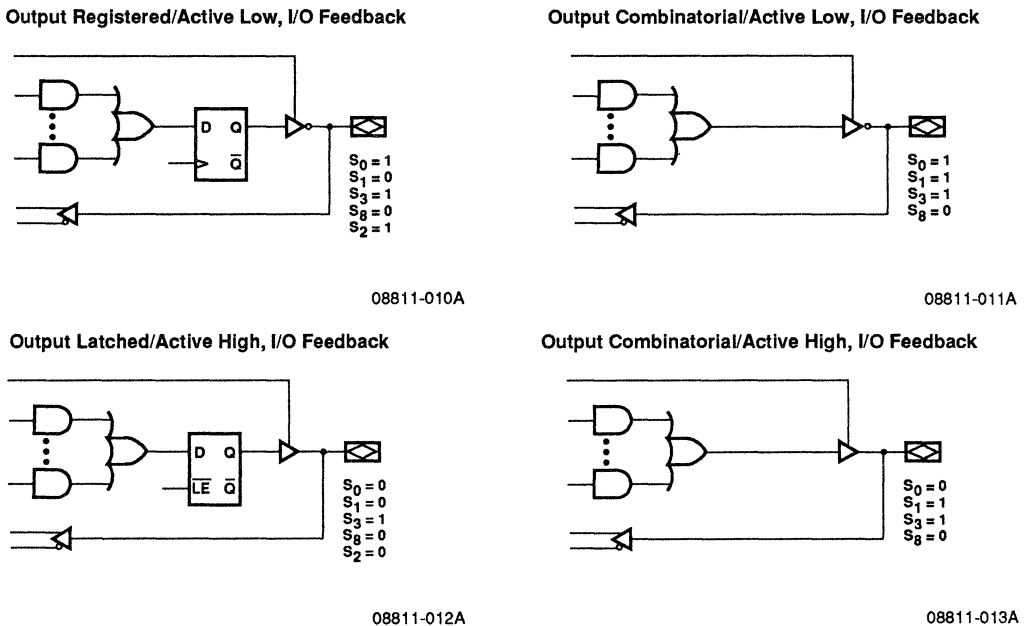 Output Registered/Active Low, I/O Feedback
D Q
Q̅
S0 = 1
S1 = 0
S3 = 1
S8 = 0
S2 = 1
08811-010A
Output Combinatorial/Active Low, I/O Feedback
S0 = 1
S1 = 1
S3 = 1
S8 = 0
08811-011A
Output Latched/Active High, I/O Feedback
D Q
L̅E̅ Q̅
S0 = 0
S1 = 0
S3 = 1
S8 = 0
S2 = 0
08811-012A
Output Combinatorial/Active High, I/O Feedback
S0 = 0
S1 = 1
S3 = 1
S8 = 0
08811-013A